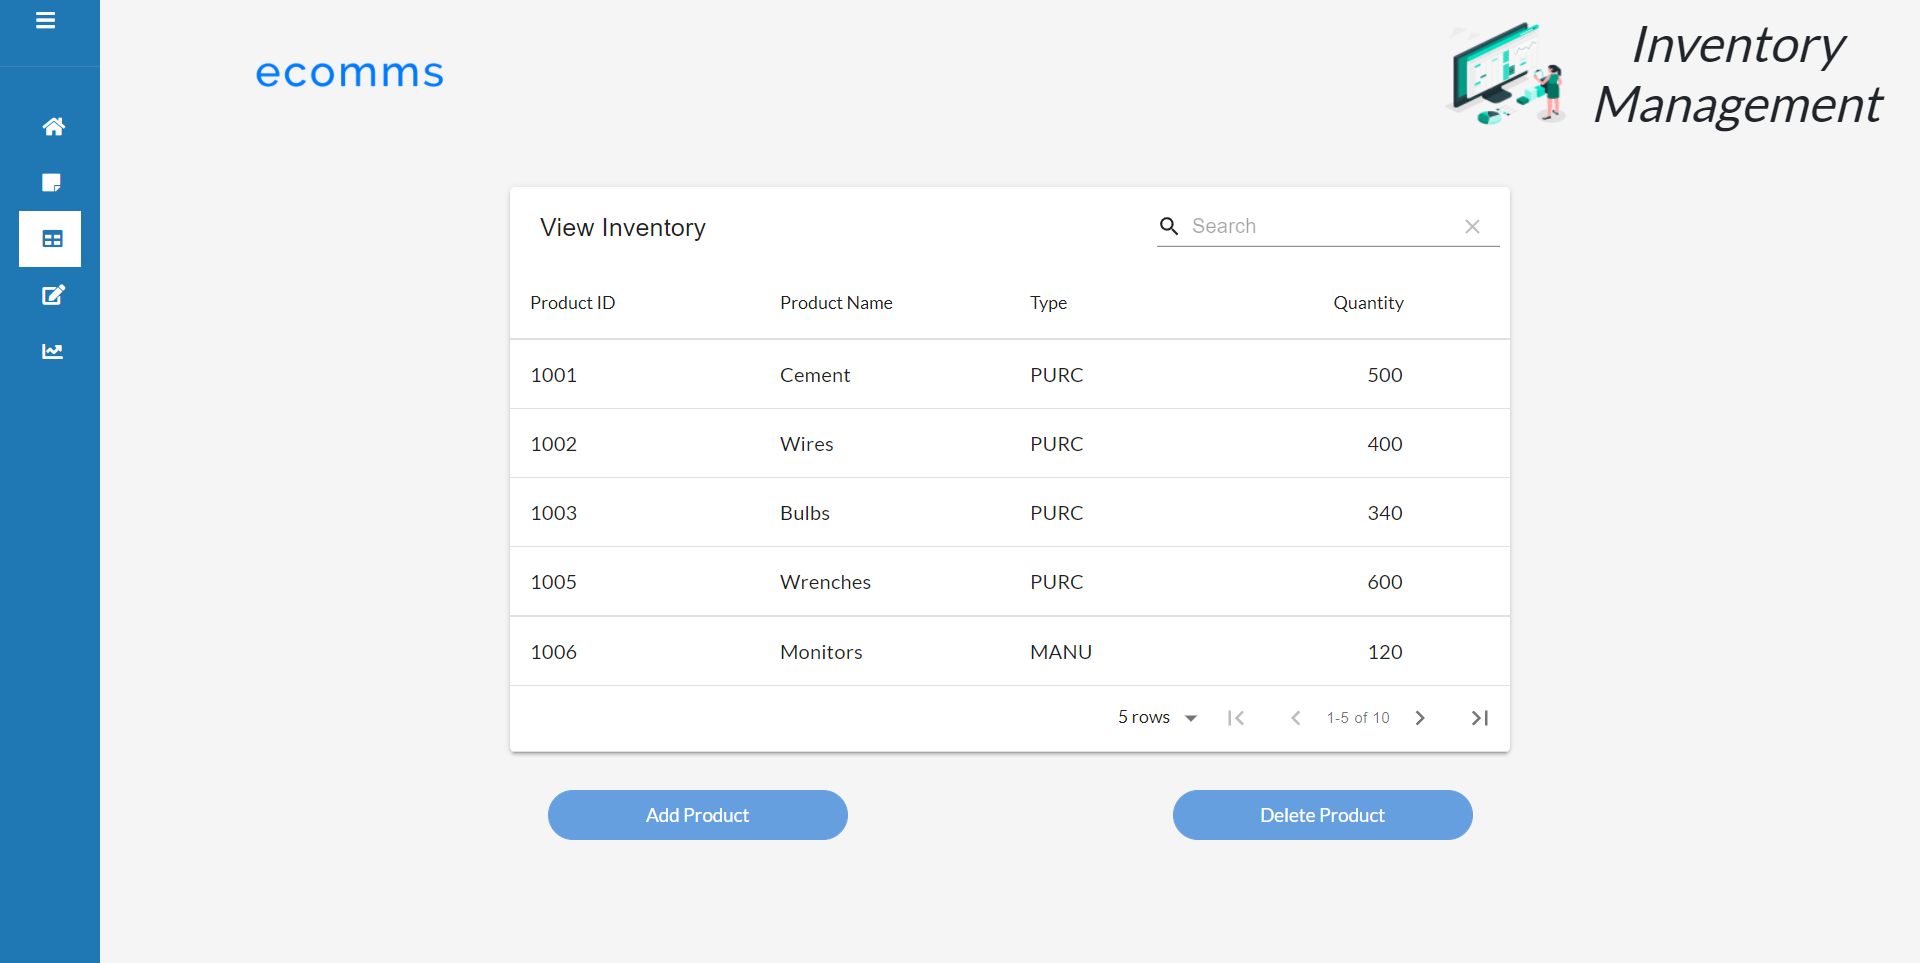 ecomms
Inventory
Management
View Inventory
Search
Product ID Product Name Type Quantity
1001 Cement PURC 500
1002 Wires PURC 400
1003 Bulbs PURC 340
1005 Wrenches PURC 600
1006 Monitors MANU 120
5 rows 1-5 of 10
Add Product Delete Product